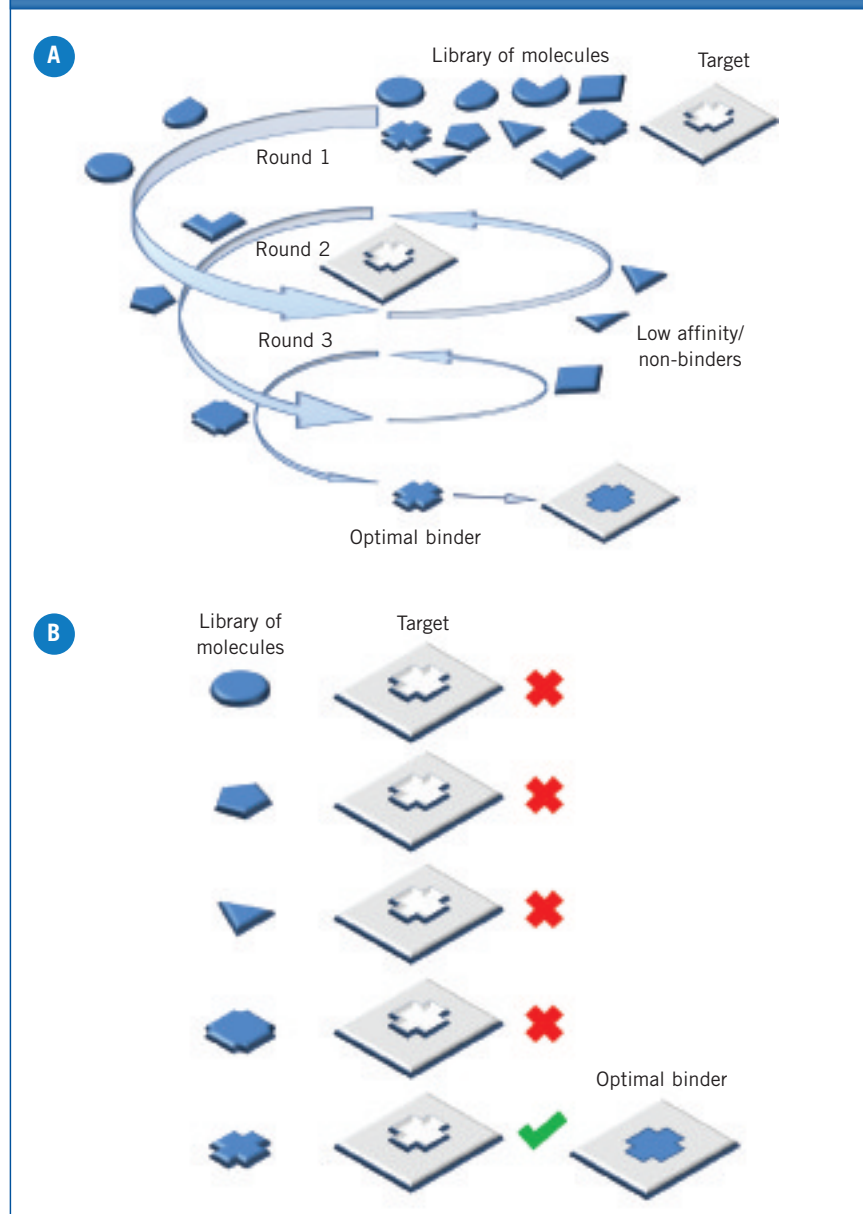 A
Library of molecules
Target
Round 1
Round 2
Round 3
Low affinity/
non-binders
Optimal binder
B
Library of
molecules
Target
Optimal binder